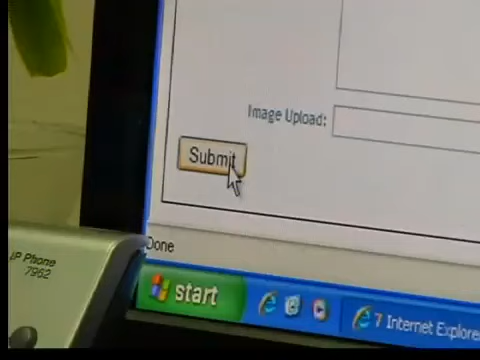 Image Upload:
Submit
Done
IP Phone
7962
start
7 Internet Explore